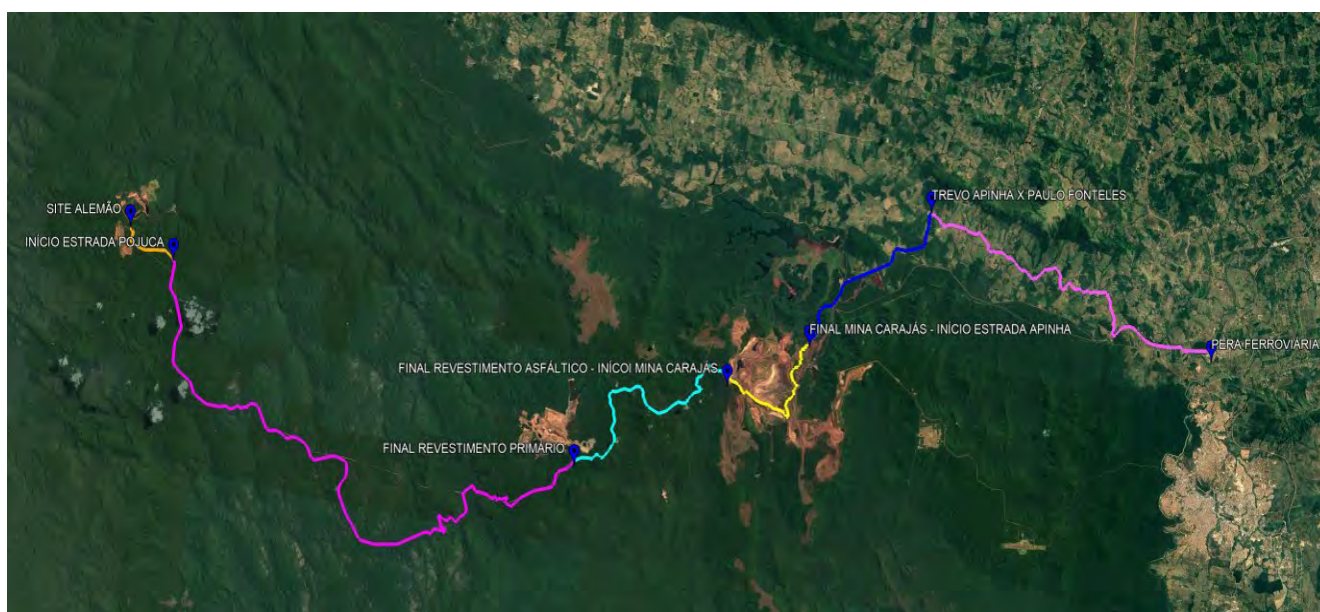 TREVO APINHA X PAULO FONTELES
SITE ALEMÃO
INÍCIO ESTRADA POJUCA
FINAL MINA CARAJÁS - INÍCIO ESTRADA APINHA
PERA FERROVIARIA
FINAL REVESTIMENTO ASFÁLTICO - INÍCOI MINA CARAJÁS
FINAL REVESTIMENTO PRIMÁRIO